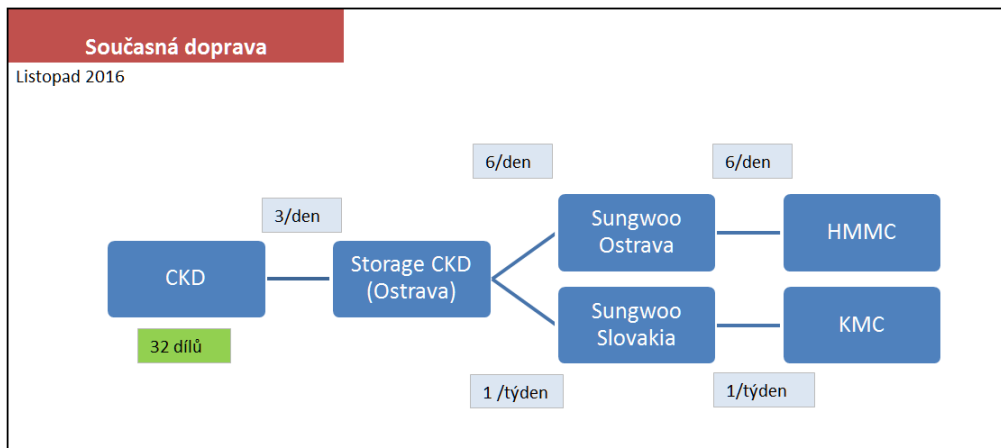 Současná doprava
Listopad 2016
6/den
6/den
3/den
Sungwoo
Ostrava
HMMC
CKD
Storage CKD
(Ostrava)
Sungwoo
Slovakia
KMC
32 dílů
1 /týden
1/týden